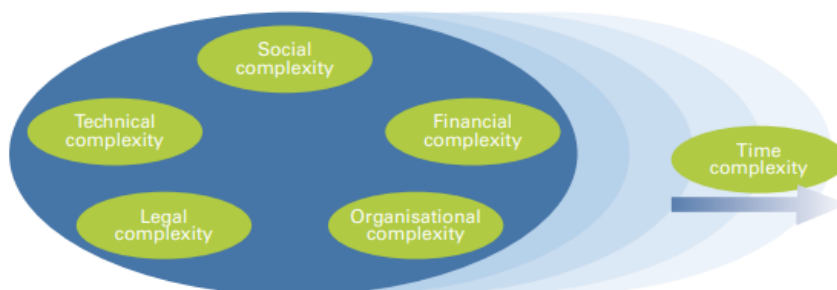 Social
complexity
Technical
complexity
Financial
complexity
Time
complexity
Legal
complexity
Organisational
complexity